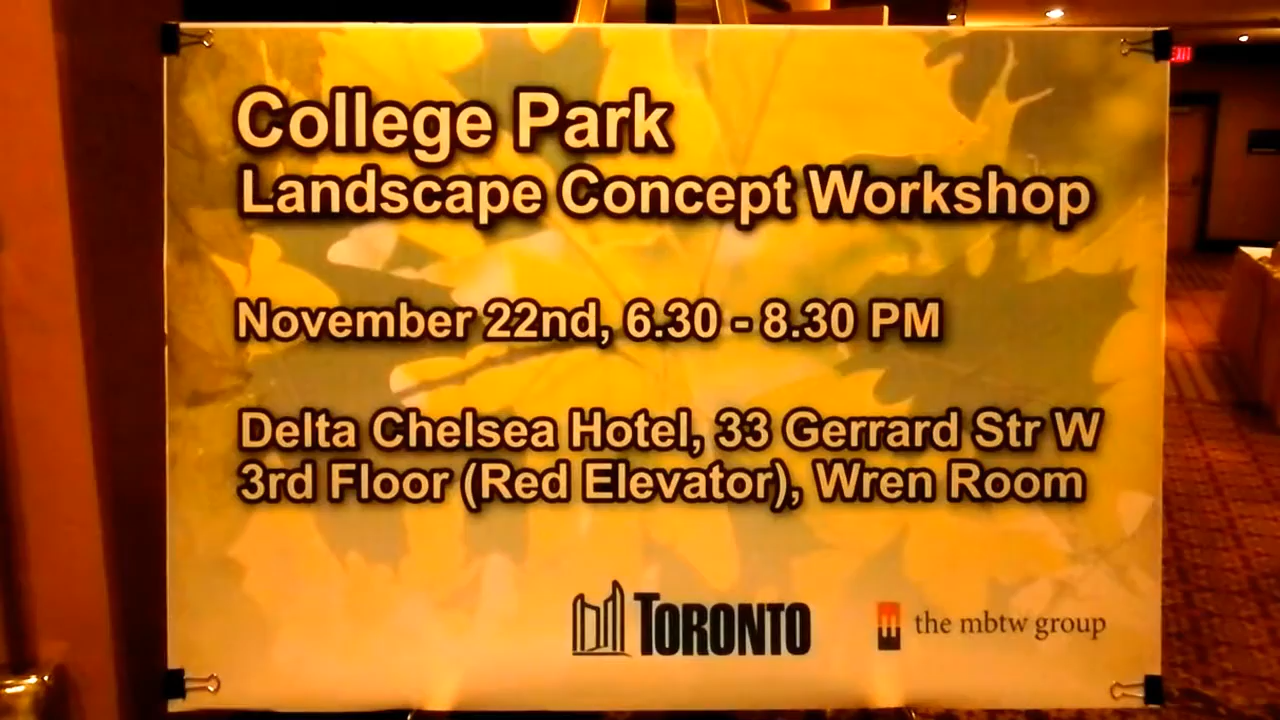 College Park
Landscape Concept Workshop
November 22nd, 6.30 - 8.30 PM
Delta Chelsea Hotel, 33 Gerrard Str W
3rd Floor (Red Elevator), Wren Room
TORONTO
the mbtw group
EXIT